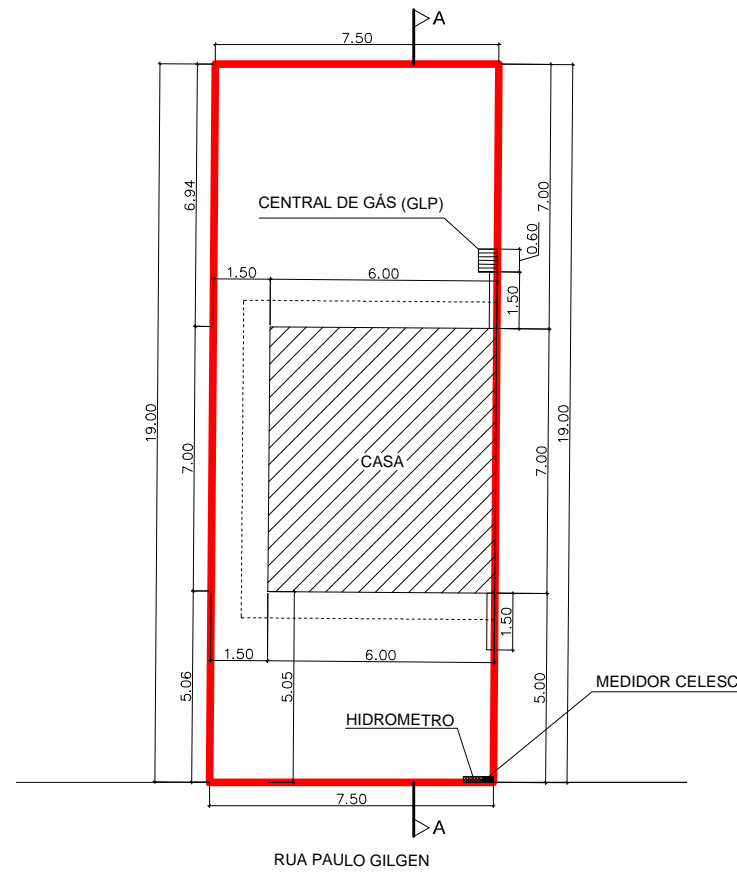 A
7.50
6.94
7.00
CENTRAL DE GÁS (GLP)
0.60
1.50
6.00
1.50
19.00
19.00
7.00
CASA
7.00
1.50
1.50
6.00
5.06
5.05
5.00
MEDIDOR CELESC
HIDROMETRO
7.50
A
RUA PAULO GILGEN